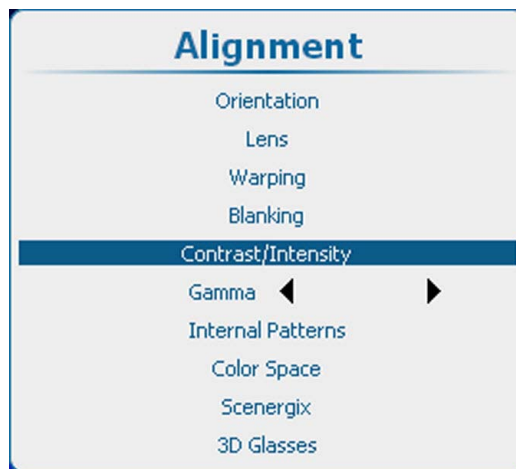 Alignment
Orientation
Lens
Warping
Blanking
Contrast/Intensity
Gamma
Internal Patterns
Color Space
Scenergix
3D Glasses